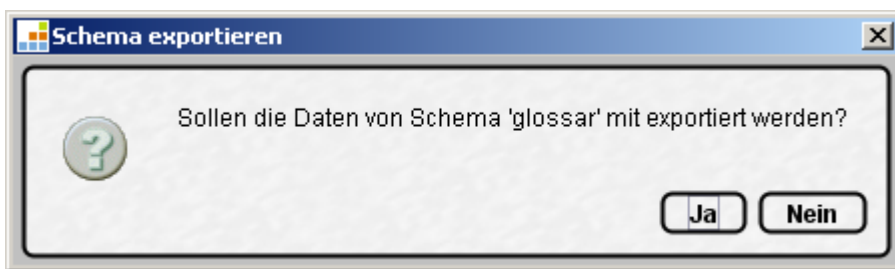 Schema exportieren
Sollen die Daten von Schema 'glossar' mit exportiert werden?
Ja Nein